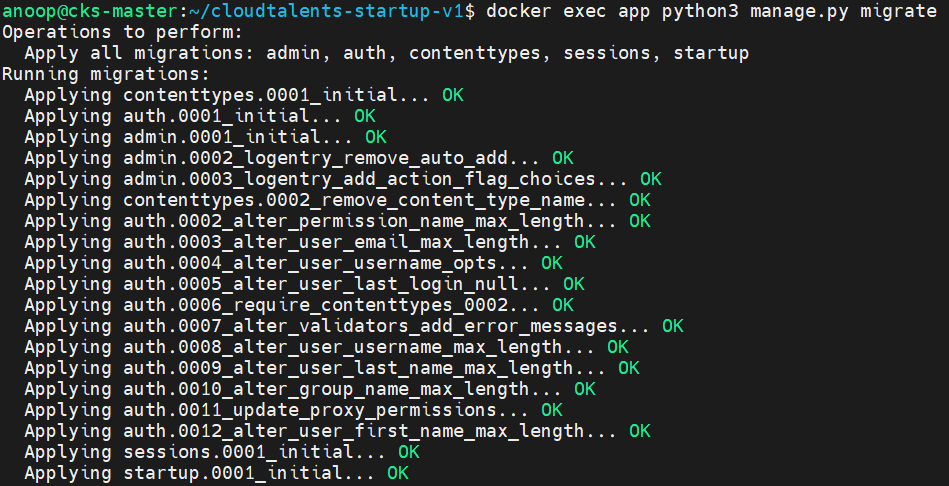 anoop@cks-master:~/cloudtalents-startup-v1$ docker exec app python3 manage.py migrate
Operations to perform:
  Apply all migrations: admin, auth, contenttypes, sessions, startup
Running migrations:
  Applying contenttypes.0001_initial... OK
  Applying auth.0001_initial... OK
  Applying admin.0001_initial... OK
  Applying admin.0002_logentry_remove_auto_add... OK
  Applying admin.0003_logentry_add_action_flag_choices... OK
  Applying contenttypes.0002_remove_content_type_name... OK
  Applying auth.0002_alter_permission_name_max_length... OK
  Applying auth.0003_alter_user_email_max_length... OK
  Applying auth.0004_alter_user_username_opts... OK
  Applying auth.0005_alter_user_last_login_null... OK
  Applying auth.0006_require_contenttypes_0002... OK
  Applying auth.0007_alter_validators_add_error_messages... OK
  Applying auth.0008_alter_user_username_max_length... OK
  Applying auth.0009_alter_user_last_name_max_length... OK
  Applying auth.0010_alter_group_name_max_length... OK
  Applying auth.0011_update_proxy_permissions... OK
  Applying auth.0012_alter_user_first_name_max_length... OK
  Applying sessions.0001_initial... OK
  Applying startup.0001_initial... OK